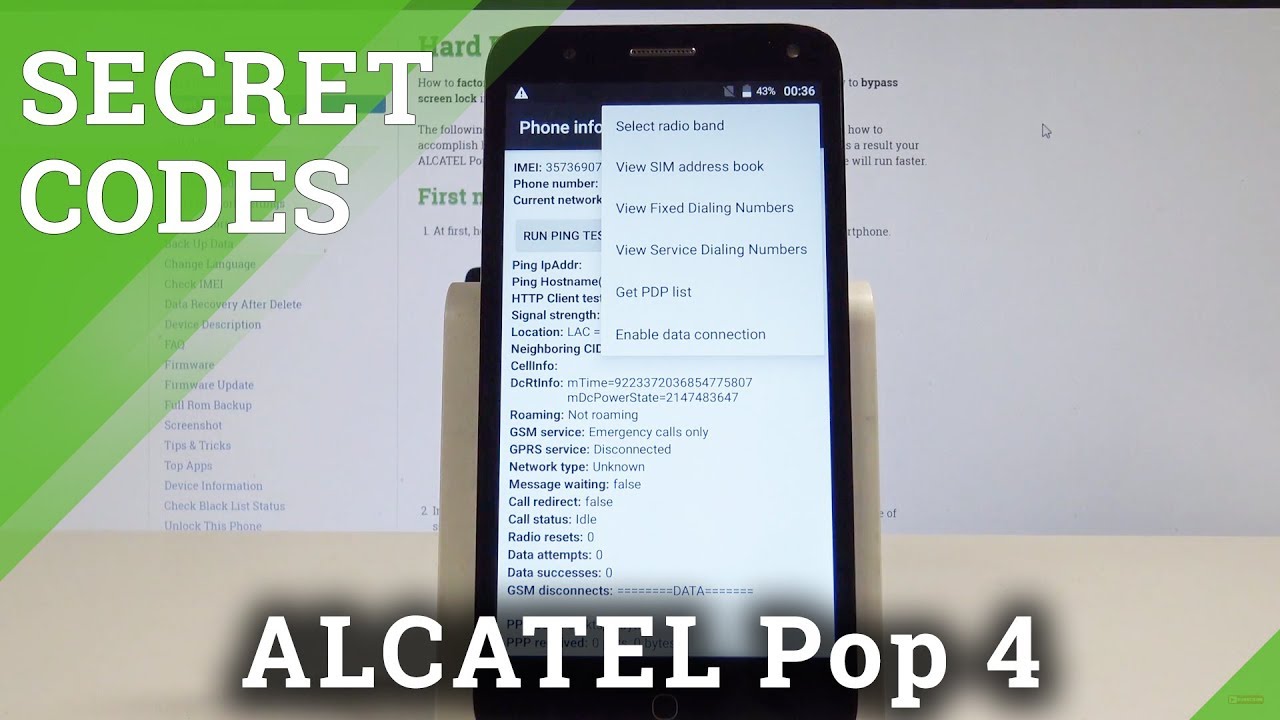 SECRET
CODES
Hard
How to factor
to bypass
screen lock i
The following
how to
accomplish
s a result your
ALCATEL Po
e will run faster.
First
1. At first, h
artphone.
Back Up Data
Change Language
Check IMEI
Data Recovery After Delete
Device Description
FAQ
Firmware
Firmware Update
Full Rom Backup
Screenshot
Tips & Tricks
Top Apps
Device Information
Check Black List Status
Unlock This Phone
2. I
e of
43% 00:36
Phone info
Select radio band
View SIM address book
View Fixed Dialing Numbers
View Service Dialing Numbers
Get PDP list
Enable data connection
IMEI: 35736907
Phone number:
Current network
RUN PING TES
Ping IpAddr:
Ping Hostname(
HTTP Client test
Signal strength:
Location: LAC =
Neighboring CID
CellInfo:
DcRtInfo: mTime=9223372036854775807
mDcPowerState=2147483647
Roaming: Not roaming
GSM service: Emergency calls only
GPRS service: Disconnected
Network type: Unknown
Message waiting: false
Call redirect: false
Call status: Idle
Radio resets: 0
Data attempts: 0
Data successes: 0
GSM disconnects: ========DATA=======
ALCATEL Pop 4